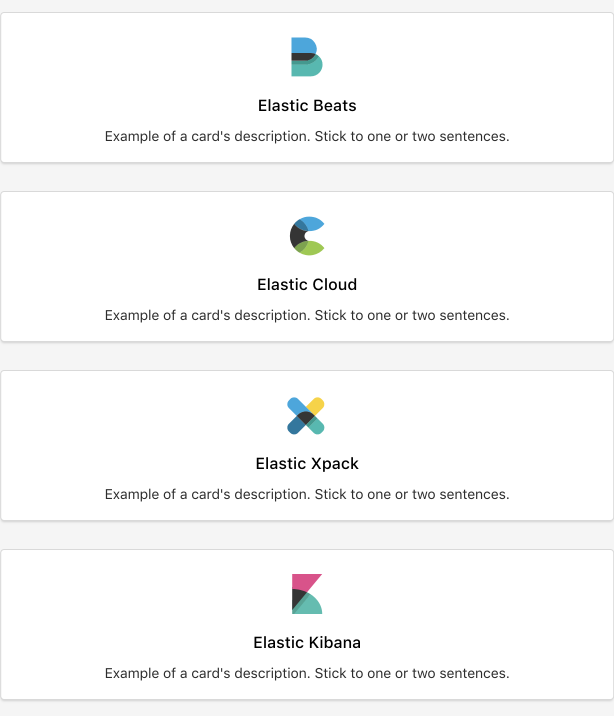 Elastic Beats
Example of a card's description. Stick to one or two sentences.
Elastic Cloud
Example of a card's description. Stick to one or two sentences.
Elastic Xpack
Example of a card's description. Stick to one or two sentences.
Elastic Kibana
Example of a card's description. Stick to one or two sentences.